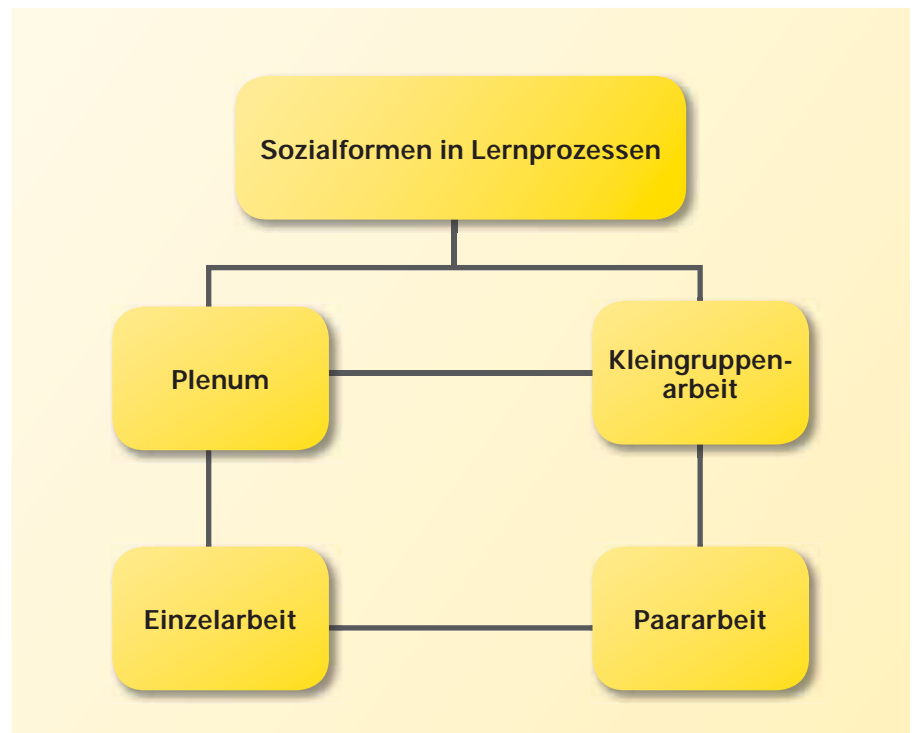 Sozialformen in Lernprozessen
Plenum
Kleingruppen-
arbeit
Einzelarbeit
Paararbeit